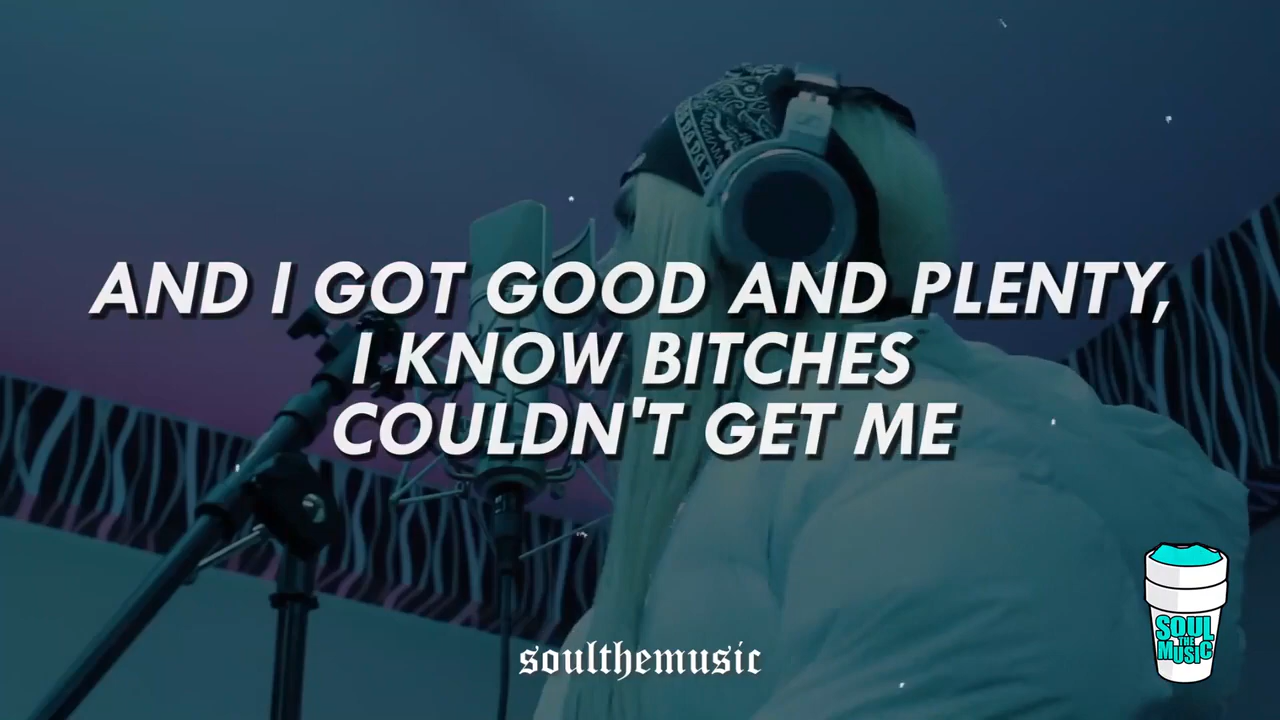 AND I GOT GOOD AND PLENTY,
I KNOW BITCHES
COULDN'T GET ME
soulthemusic
SOUL
THE
MUSIC